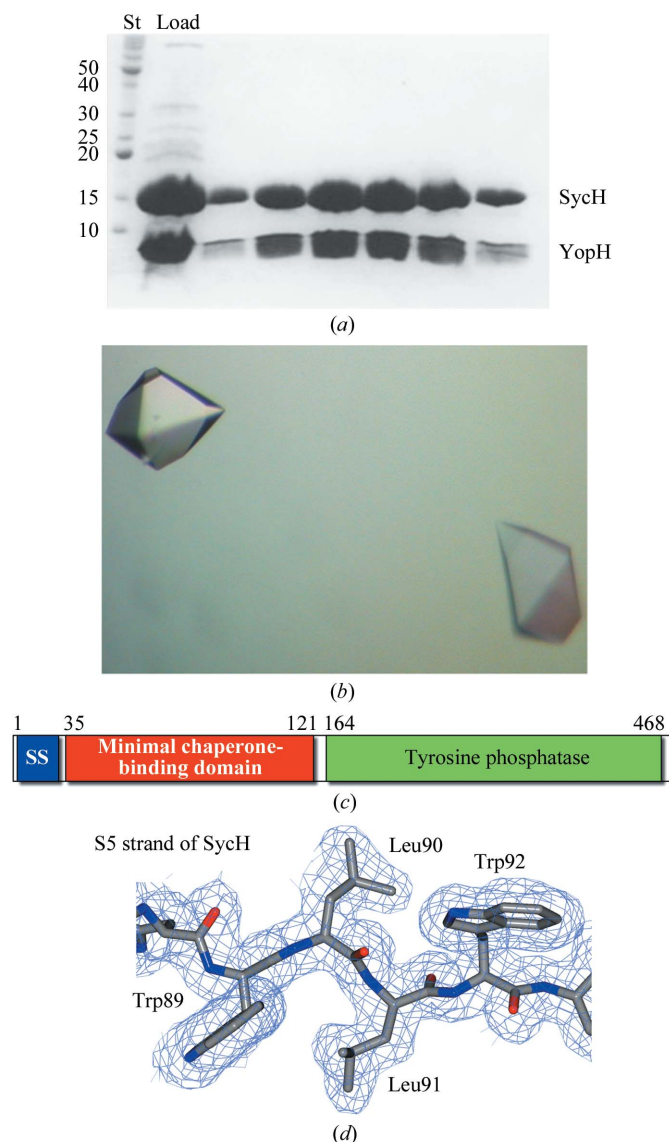 St Load
50
40
30
25
20
15
10
SycH
YopH
(a)
(b)
1 35 121 164 468
SS
Minimal chaperone-
binding domain
Tyrosine phosphatase
(c)
S5 strand of SycH
Leu90
Trp92
Trp89
Leu91
(d)